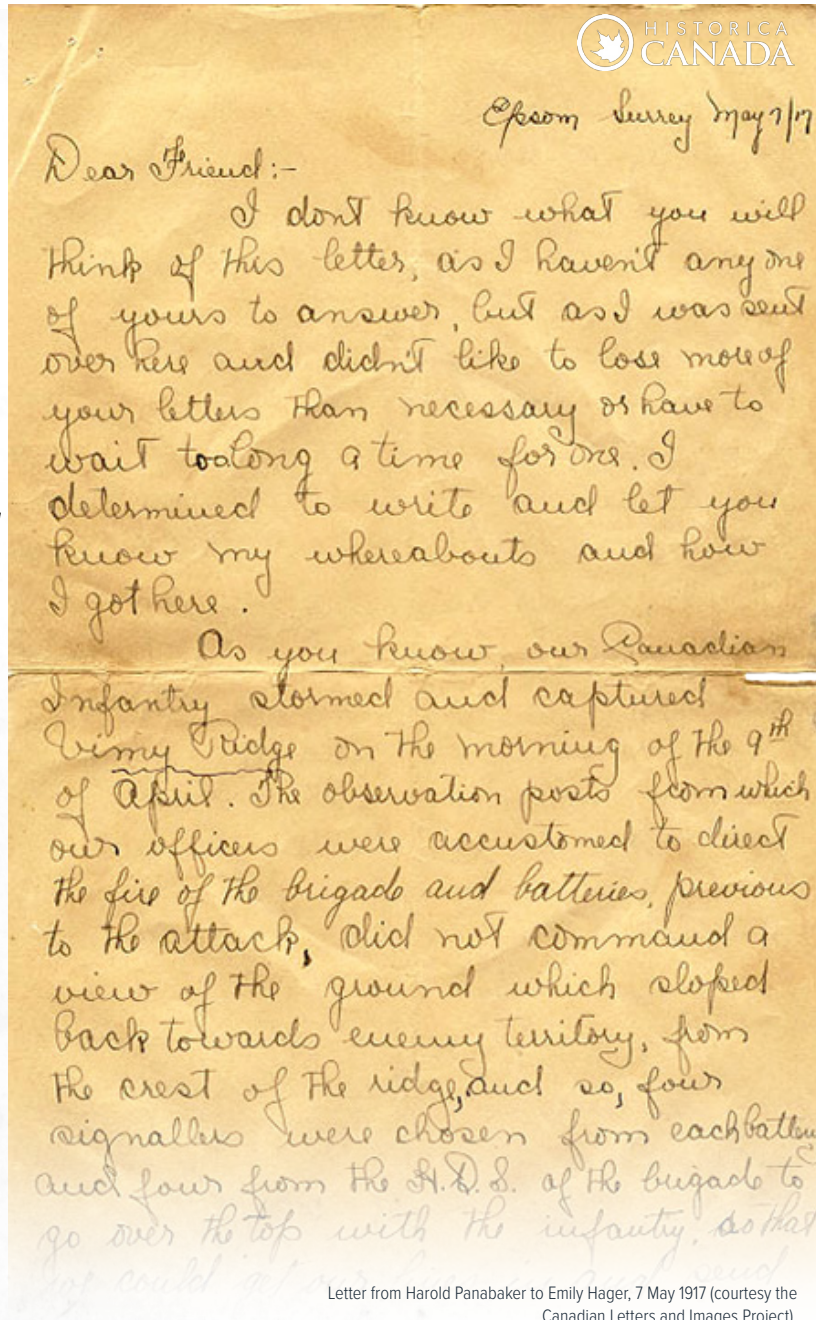 HISTORICA
CANADA
Epsom Surrey May 7/17
Dear Friend:-
I don't know what you will
think of this letter, as I haven't any one
of yours to answer, but as I was sent
over here and didn't like to lose more of
your letters than necessary or have to
wait too long a time for one. I
determined to write and let you
know my whereabouts and how
I got here.
As you know, our Canadian
Infantry stormed and captured
Vimy Ridge on the morning of the 9th
of April. The observation posts from which
our officers were accustomed to direct
the fire of the brigade and batteries, previous
to the attack, did not command a
view of the ground which sloped
back towards enemy territory, from
the crest of the ridge, and so, four
signallers were chosen from each battery
and four from the H.Q.S. of the brigade to
go over the top with the infantry, so that
could get our
Letter from Harold Panabaker to Emily Hager, 7 May 1917 (courtesy the
Canadian Letters and Images Project).